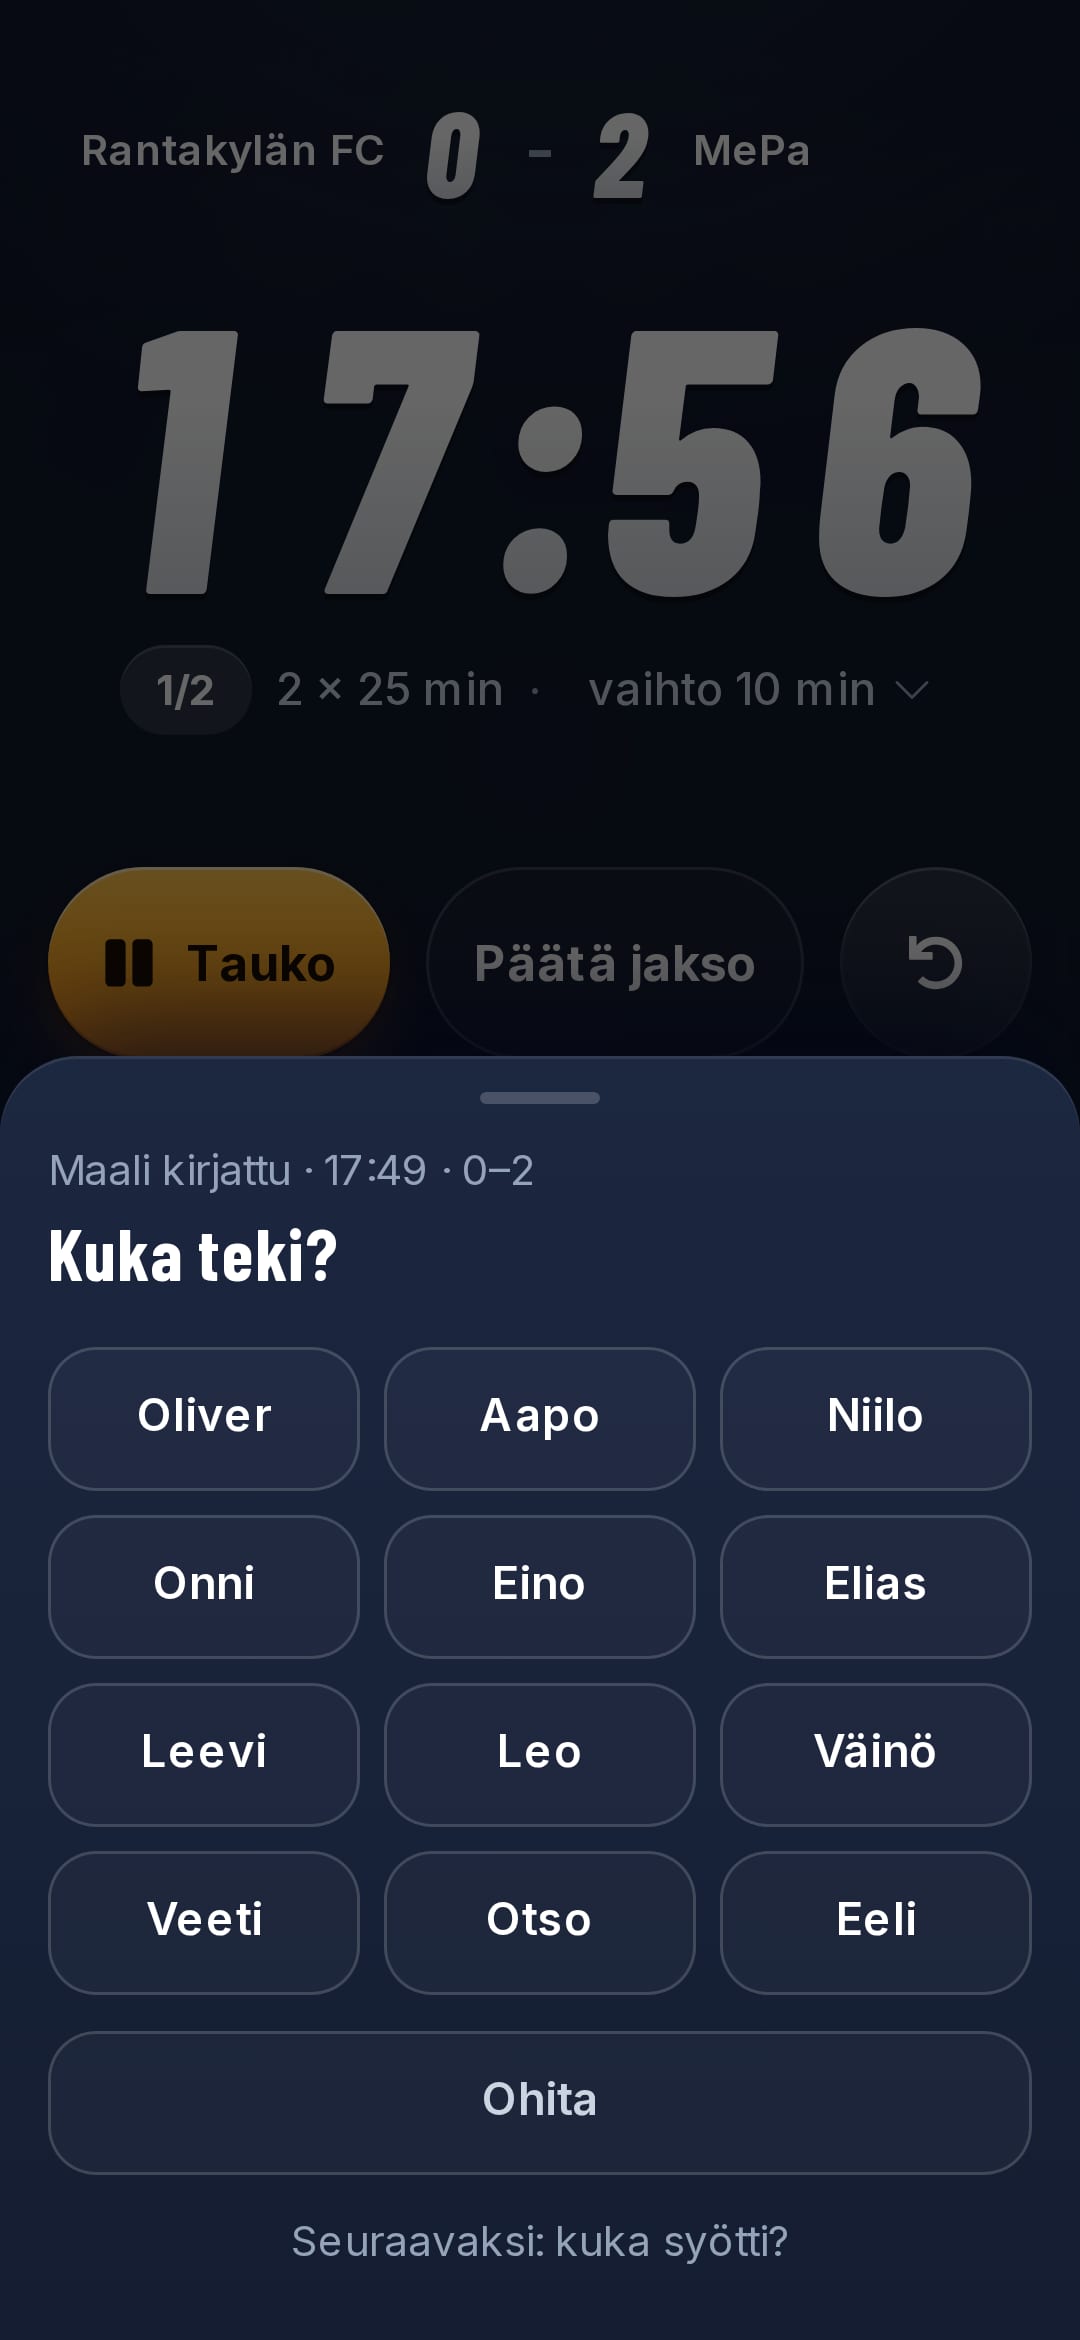 Rantakylän FC 0 - 2 MePa
17:56
1/2 2 × 25 min · vaihto 10 min
Tauko Päätä jakso
Maali kirjattu · 17:49 · 0–2
Kuka teki?
Oliver Aapo Niilo
Onni Eino Elias
Leevi Leo Väinö
Veeti Otso Eeli
Ohita
Seuraavaksi: kuka syötti?